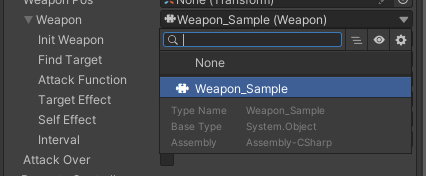 Weapon Pos None (Transform)
Weapon Weapon_Sample (Weapon)
Init Weapon
Find Target None
Attack Function Weapon_Sample
Target Effect Type Name Weapon_Sample
Self Effect Base Type System.Object
Interval Assembly Assembly-CSharp
Attack Over